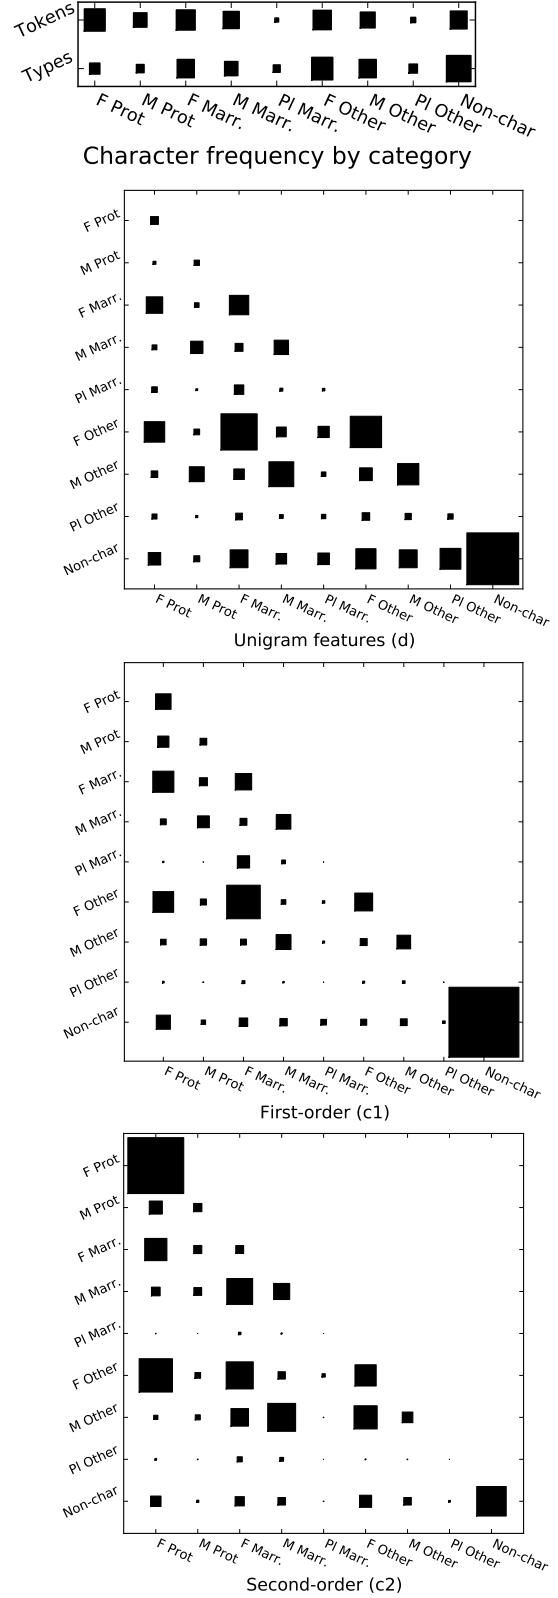 Tokens
Types
F Prot M Prot F Marr. M Marr. Pl Marr. F Other M Other Pl Other Non-char
Character frequency by category
F Prot
M Prot
F Marr.
M Marr.
Pl Marr.
F Other
M Other
Pl Other
Non-char
F Prot M Prot F Marr. M Marr. Pl Marr. F Other M Other Pl Other Non-char
Unigram features (d)
F Prot
M Prot
F Marr.
M Marr.
Pl Marr.
F Other
M Other
Pl Other
Non-char
F Prot M Prot F Marr. M Marr. Pl Marr. F Other M Other Pl Other Non-char
First-order (c1)
F Prot
M Prot
F Marr.
M Marr.
Pl Marr.
F Other
M Other
Pl Other
Non-char
F Prot M Prot F Marr. M Marr. Pl Marr. F Other M Other Pl Other Non-char
Second-order (c2)